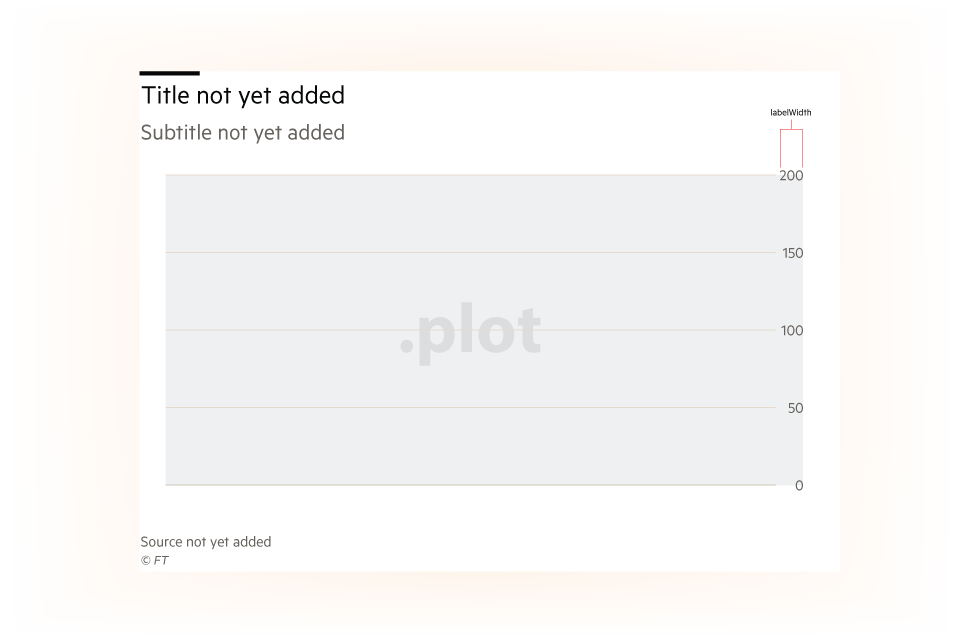 Title not yet added
labelWidth
Subtitle not yet added
200
150
.plot
100
50
0
Source not yet added
© FT